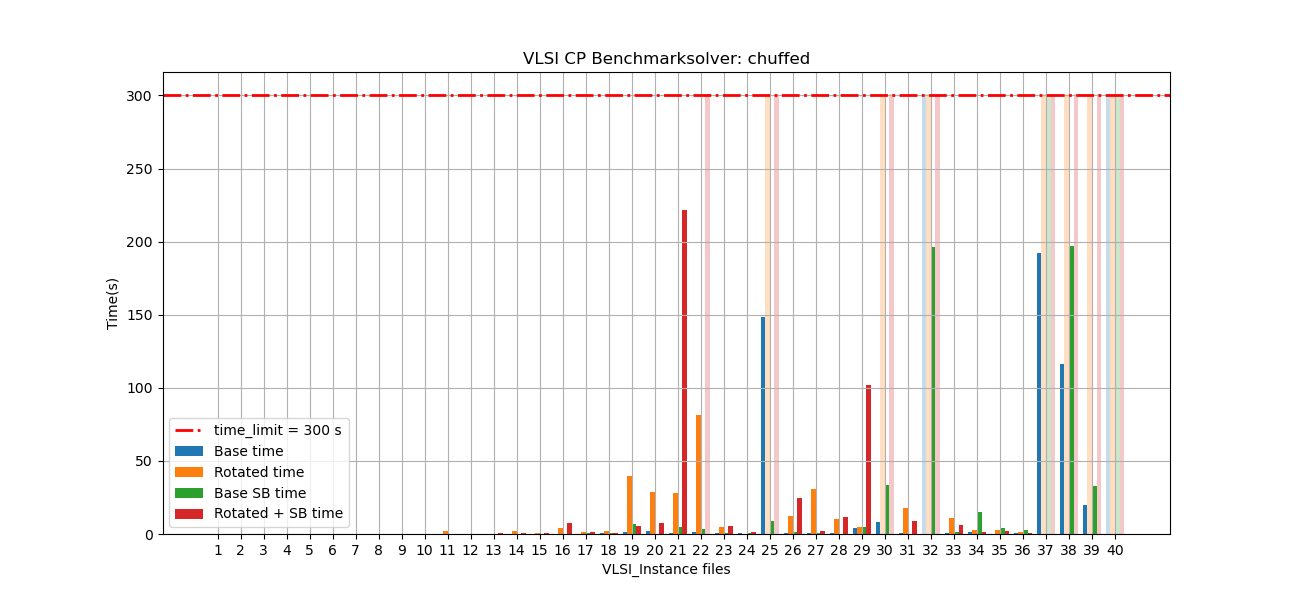 VLSI CP Benchmarksolver: chuffed
300
250
200
150
100
50
0
Time(s)
time_limit = 300 s
Base time
Rotated time
Base SB time
Rotated + SB time
1 2 3 4 5 6 7 8 9 10 11 12 13 14 15 16 17 18 19 20 21 22 23 24 25 26 27 28 29 30 31 32 33 34 35 36 37 38 39 40
VLSI_Instance files